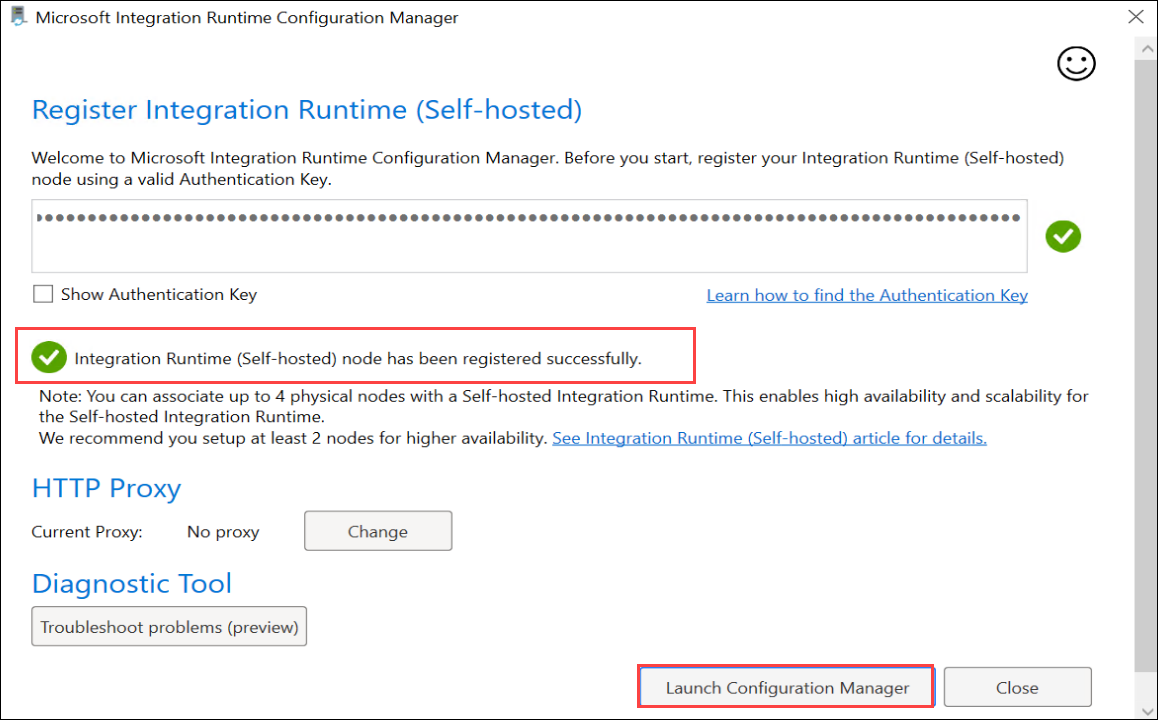 Microsoft Integration Runtime Configuration Manager
Register Integration Runtime (Self-hosted)
Welcome to Microsoft Integration Runtime Configuration Manager. Before you start, register your Integration Runtime (Self-hosted)
node using a valid Authentication Key.
Show Authentication Key
Learn how to find the Authentication Key
Integration Runtime (Self-hosted) node has been registered successfully.
Note: You can associate up to 4 physical nodes with a Self-hosted Integration Runtime. This enables high availability and scalability for
the Self-hosted Integration Runtime.
We recommend you setup at least 2 nodes for higher availability. See Integration Runtime (Self-hosted) article for details.
HTTP Proxy
Current Proxy: No proxy Change
Diagnostic Tool
Troubleshoot problems (preview)
Launch Configuration Manager Close